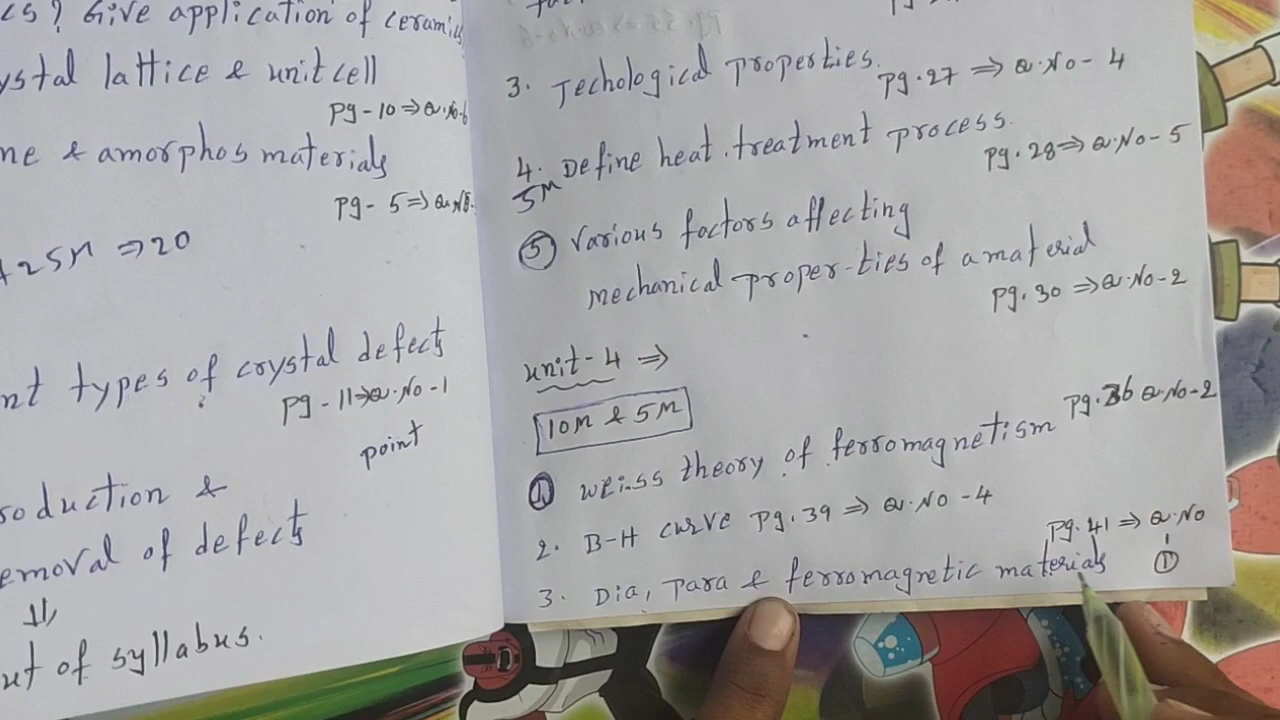 cs? Give application of ceramics
ystal lattice & unit cell
Pg-10⇒Q.No-6
ne & amorphos materials
Pg-5⇒Q.No
25M ⇒20
nt types of crystal defects
Pg-11⇒Q.No-1
point
roduction &
emoval of defects
⇓
ut of syllabus.
3. Techological properties.
Pg.27 ⇒ Q.No-4
4. Define heat treatment process.
Pg.28⇒Q.No-5
5M
⑤ Various factors affecting
mechanical proper-ties of a material
Pg.30 ⇒Q.No-2
unit-4 ⇒
10M & 5M
① Weiss theory of ferromagnetism Pg.36 Q.No-2
2. B-H curve Pg.39 ⇒ Q.No-4
Pg.41⇒Q.No
3. Dia, Para & ferromagnetic materials ①